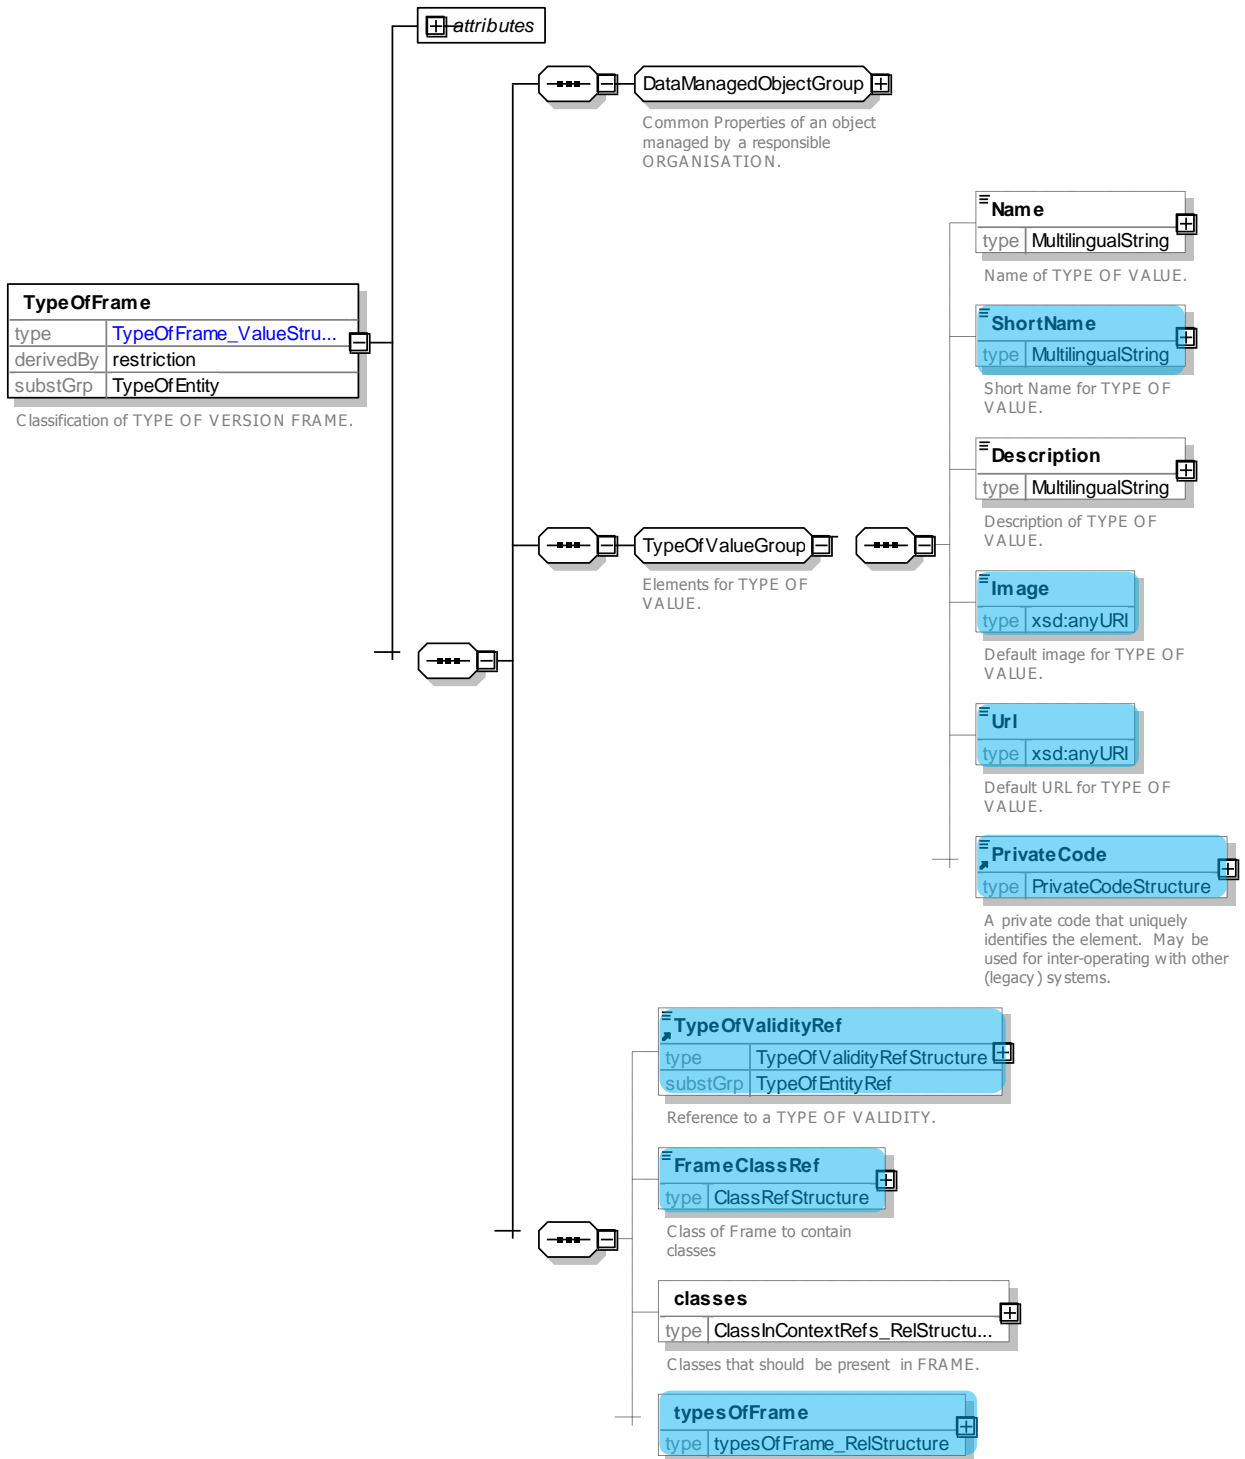 attributes
DataManagedObjectGroup
Common Properties of an object
managed by a responsible
ORGANISATION.
Name
type MultilingualString
Name of TYPE OF VALUE.
TypeOfFrame
type TypeOfFrame_ValueStru...
derivedBy restriction
substGrp TypeOfEntity
Classification of TYPE OF VERSION FRAME.
ShortName
type MultilingualString
Short Name for TYPE OF
VALUE.
Description
type MultilingualString
Description of TYPE OF
VALUE.
TypeOfValueGroup
Elements for TYPE OF
VALUE.
Image
type xsd:anyURI
Default image for TYPE OF
VALUE.
Url
type xsd:anyURI
Default URL for TYPE OF
VALUE.
PrivateCode
type PrivateCodeStructure
A private code that uniquely
identifies the element. May be
used for inter-operating with other
(legacy) systems.
TypeOfValidityRef
type TypeOfValidityRefStructure
substGrp TypeOfEntityRef
Reference to a TYPE OF VALIDITY.
FrameClassRef
type ClassRefStructure
Class of Frame to contain
classes
classes
type ClassInContextRefs_RelStructu...
Classes that should be present in FRAME.
typesOfFrame
type typesOfFrame_RelStructure